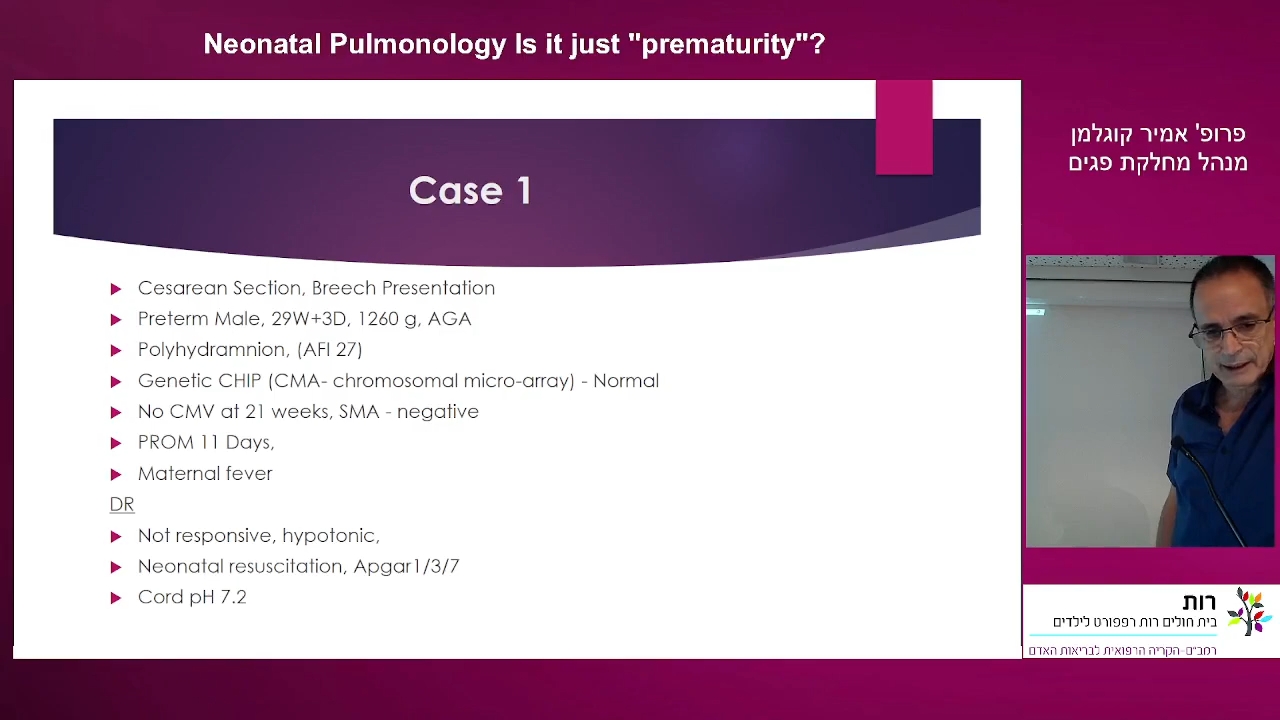 Neonatal Pulmonology Is it just "prematurity"?
Case 1
Cesarean Section, Breech Presentation
Preterm Male, 29W+3D, 1260 g, AGA
Polyhydramnion, (AFI 27)
Genetic CHIP (CMA- chromosomal micro-array) - Normal
No CMV at 21 weeks, SMA - negative
PROM 11 Days,
Maternal fever
DR
Not responsive, hypotonic,
Neonatal resuscitation, Apgar1/3/7
Cord pH 7.2
פרופ' אמיר קוגלמן
מנהל מחלקת פגים
רות
בית חולים רות רפפורט לילדים
רמב״ם-הקריה הרפואית לבריאות האדם